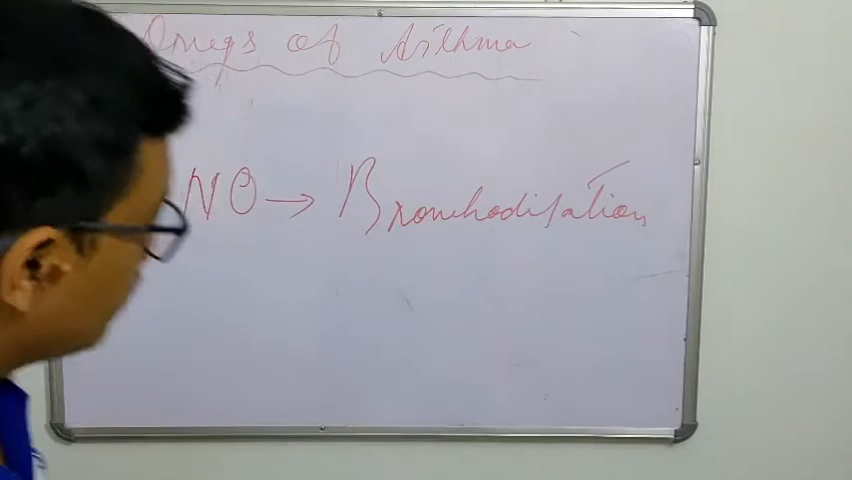 Drugs of Asthma
NO → Bronchodilation